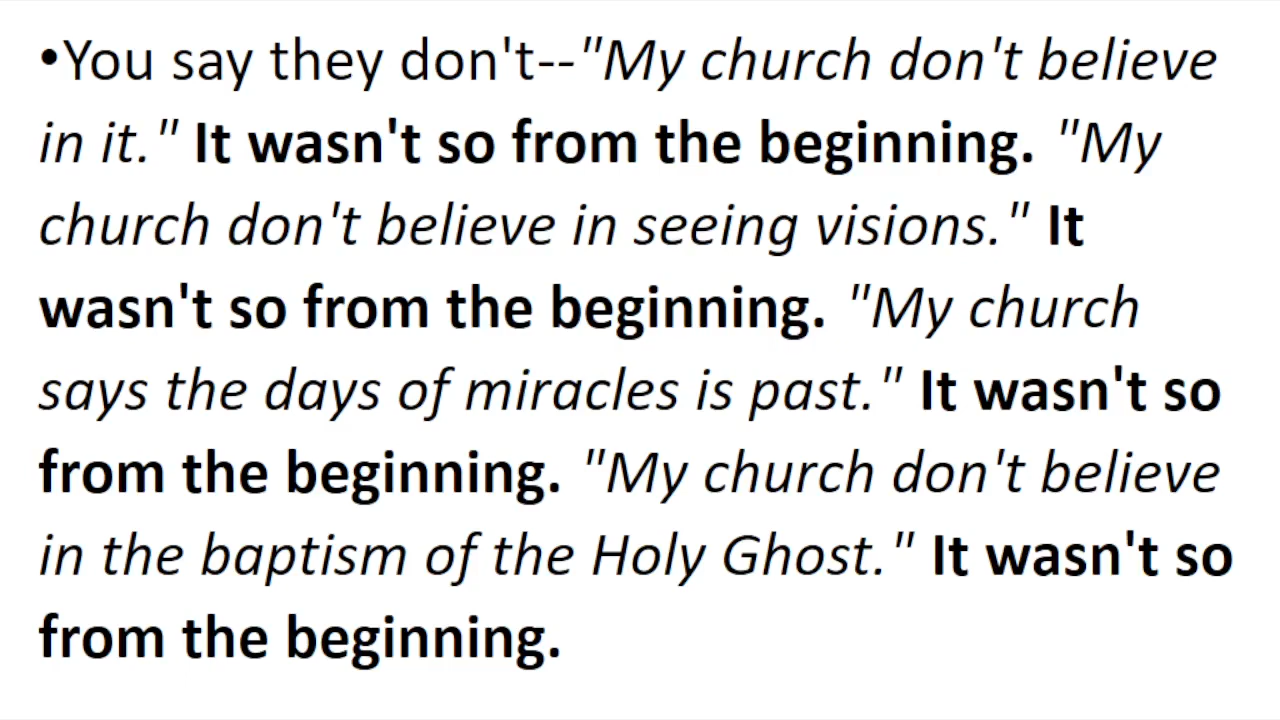 •You say they don't--"My church don't believe
in it." It wasn't so from the beginning. "My
church don't believe in seeing visions." It
wasn't so from the beginning. "My church
says the days of miracles is past." It wasn't so
from the beginning. "My church don't believe
in the baptism of the Holy Ghost." It wasn't so
from the beginning.